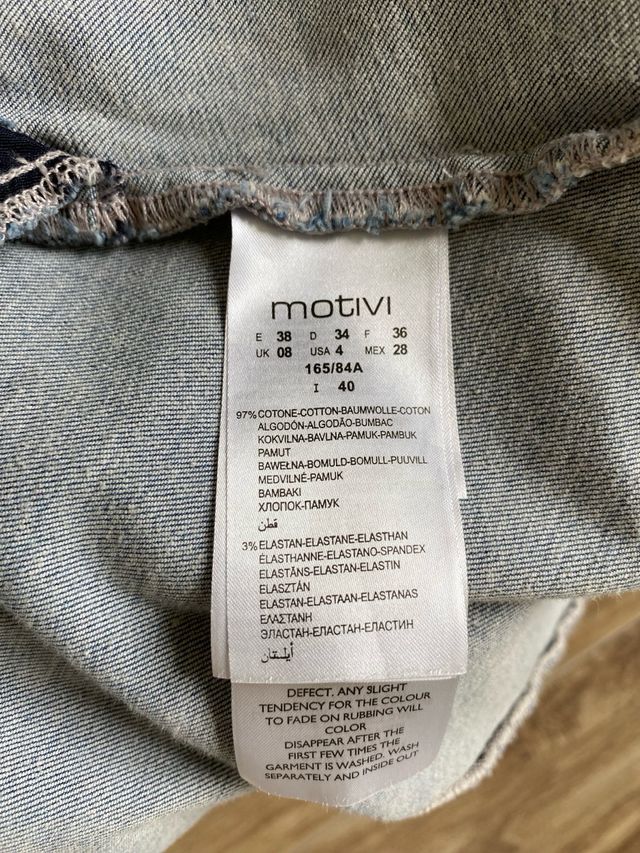 motivi
E 38 D 34 F 36
UK 08 USA 4 MEX 28
165/84A
I 40
97% COTONE-COTTON-BAUMWOLLE-COTON
ALGODÓN-ALGODÃO-BUMBAC
KOKVILNA-BAVLNA-PAMUK-PAMBUK
PAMUT
BAWEŁNA-BOMULD-BOMULL-PUUVILL
MEDVILNĖ-PAMUK
BAMBAKI
ХЛОПОК-ПАМУК
قطن
3% ELASTAN-ELASTANE-ELASTHAN
ÉLASTHANNE-ELASTANO-SPANDEX
ELASTĀNS-ELASTAN-ELASTIN
ELASZTÁN
ELASTAN-ELASTAAN-ELASTANAS
ΕΛΑΣΤΑΝΗ
ЭЛАСТАН-ЕЛАСТАН-ЕЛАСТИН
أيلستان
DEFECT. ANY SLIGHT
TENDENCY FOR THE COLOUR
TO FADE ON RUBBING WILL
COLOR
DISAPPEAR AFTER THE
FIRST FEW TIMES THE
GARMENT IS WASHED. WASH
SEPARATELY AND INSIDE OUT